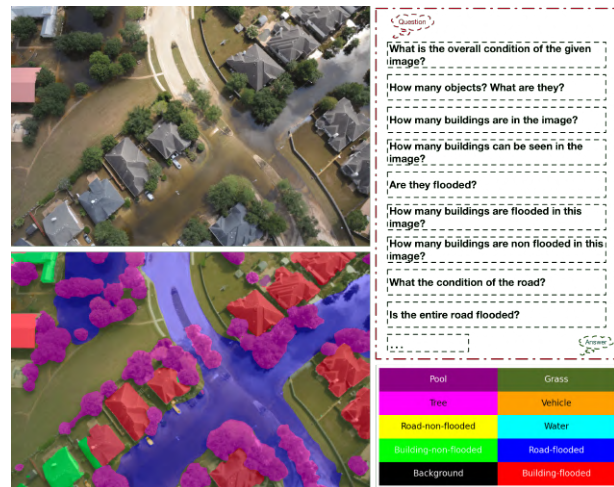 Question
What is the overall condition of the given
image?
How many objects? What are they?
How many buildings are in the image?
How many buildings can be seen in the
image?
Are they flooded?
How many buildings are flooded in this
image?
How many buildings are non flooded in this
image?
What the condition of the road?
Is the entire road flooded?
...
Answer
Pool
Grass
Tree
Vehicle
Road-non-flooded
Water
Building-non-flooded
Road-flooded
Background
Building-flooded